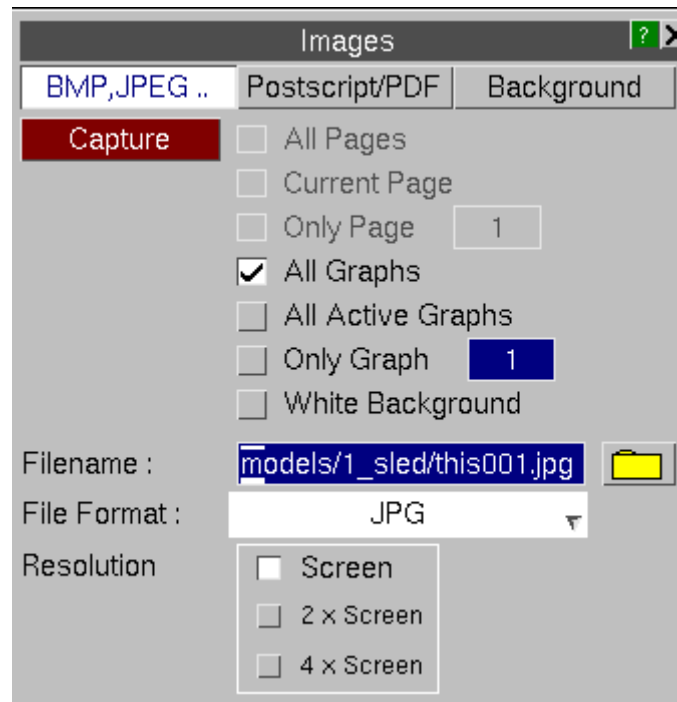 Images ? X
BMP,JPEG .. Postscript/PDF Background
Capture All Pages
Current Page
Only Page 1
All Graphs
All Active Graphs
Only Graph 1
White Background
Filename : models/1_sled/this001.jpg
File Format : JPG
Resolution Screen
2 x Screen
4 x Screen